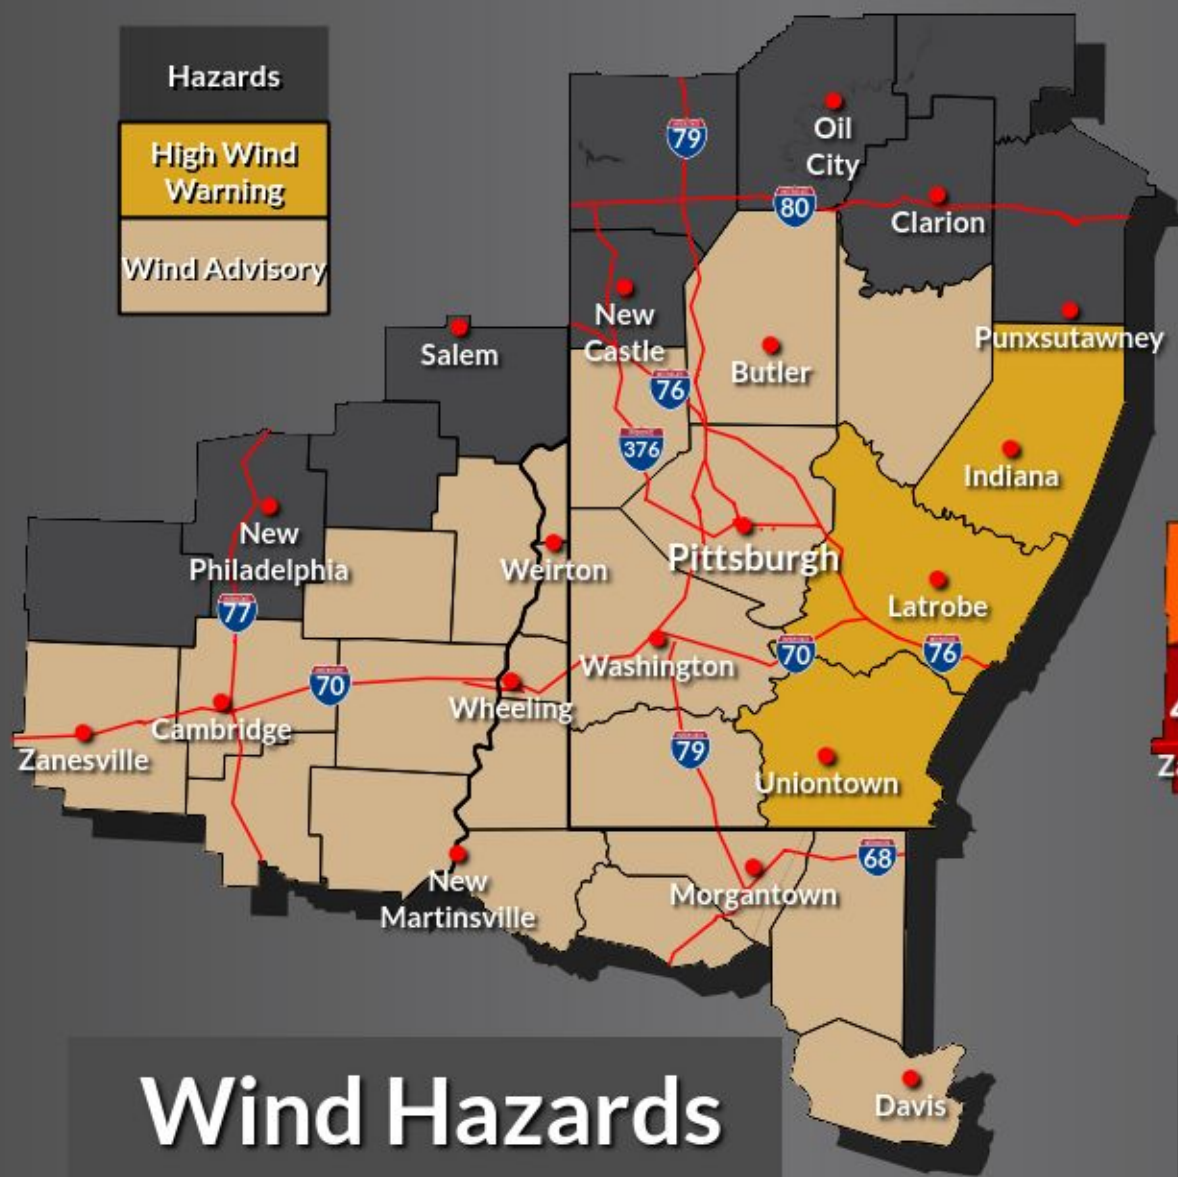 Hazards
High Wind
Warning
Wind Advisory
79
Oil
City
80
Clarion
New
Castle
Punxsutawney
Salem
76
Butler
376
Indiana
New
Philadelphia
Weirton
Pittsburgh
77
Latrobe
70
Washington
70
76
Wheeling
Cambridge
Zanesville
79
Uniontown
68
New
Martinsville
Morgantown
Davis
Wind Hazards